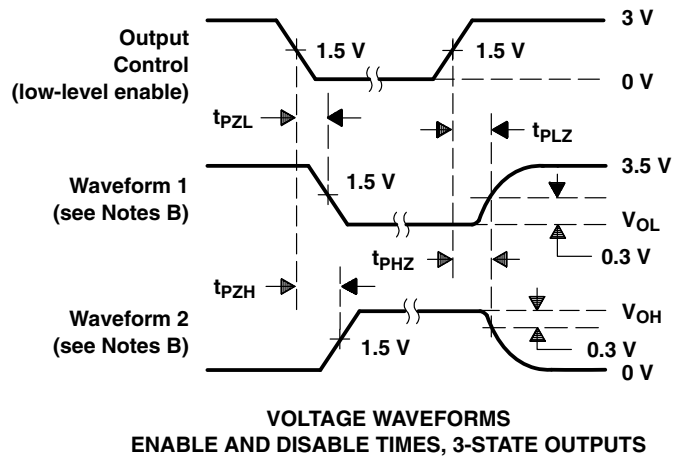 Output
Control
(low-level enable)
1.5 V
1.5 V
3 V
0 V
tPZL
tPLZ
Waveform 1
(see Notes B)
1.5 V
3.5 V
VOL
0.3 V
tPHZ
tPZH
Waveform 2
(see Notes B)
1.5 V
VOH
0.3 V
0 V
VOLTAGE WAVEFORMS
ENABLE AND DISABLE TIMES, 3-STATE OUTPUTS